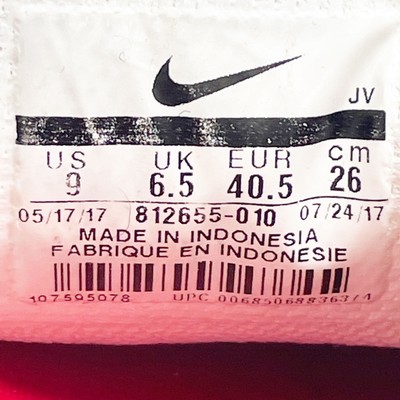 JV
US UK EUR cm
9 6.5 40.5 26
05/17/17 812655-010 07/24/17
MADE IN INDONESIA
FABRIQUE EN INDONESIE
107595078 UPC